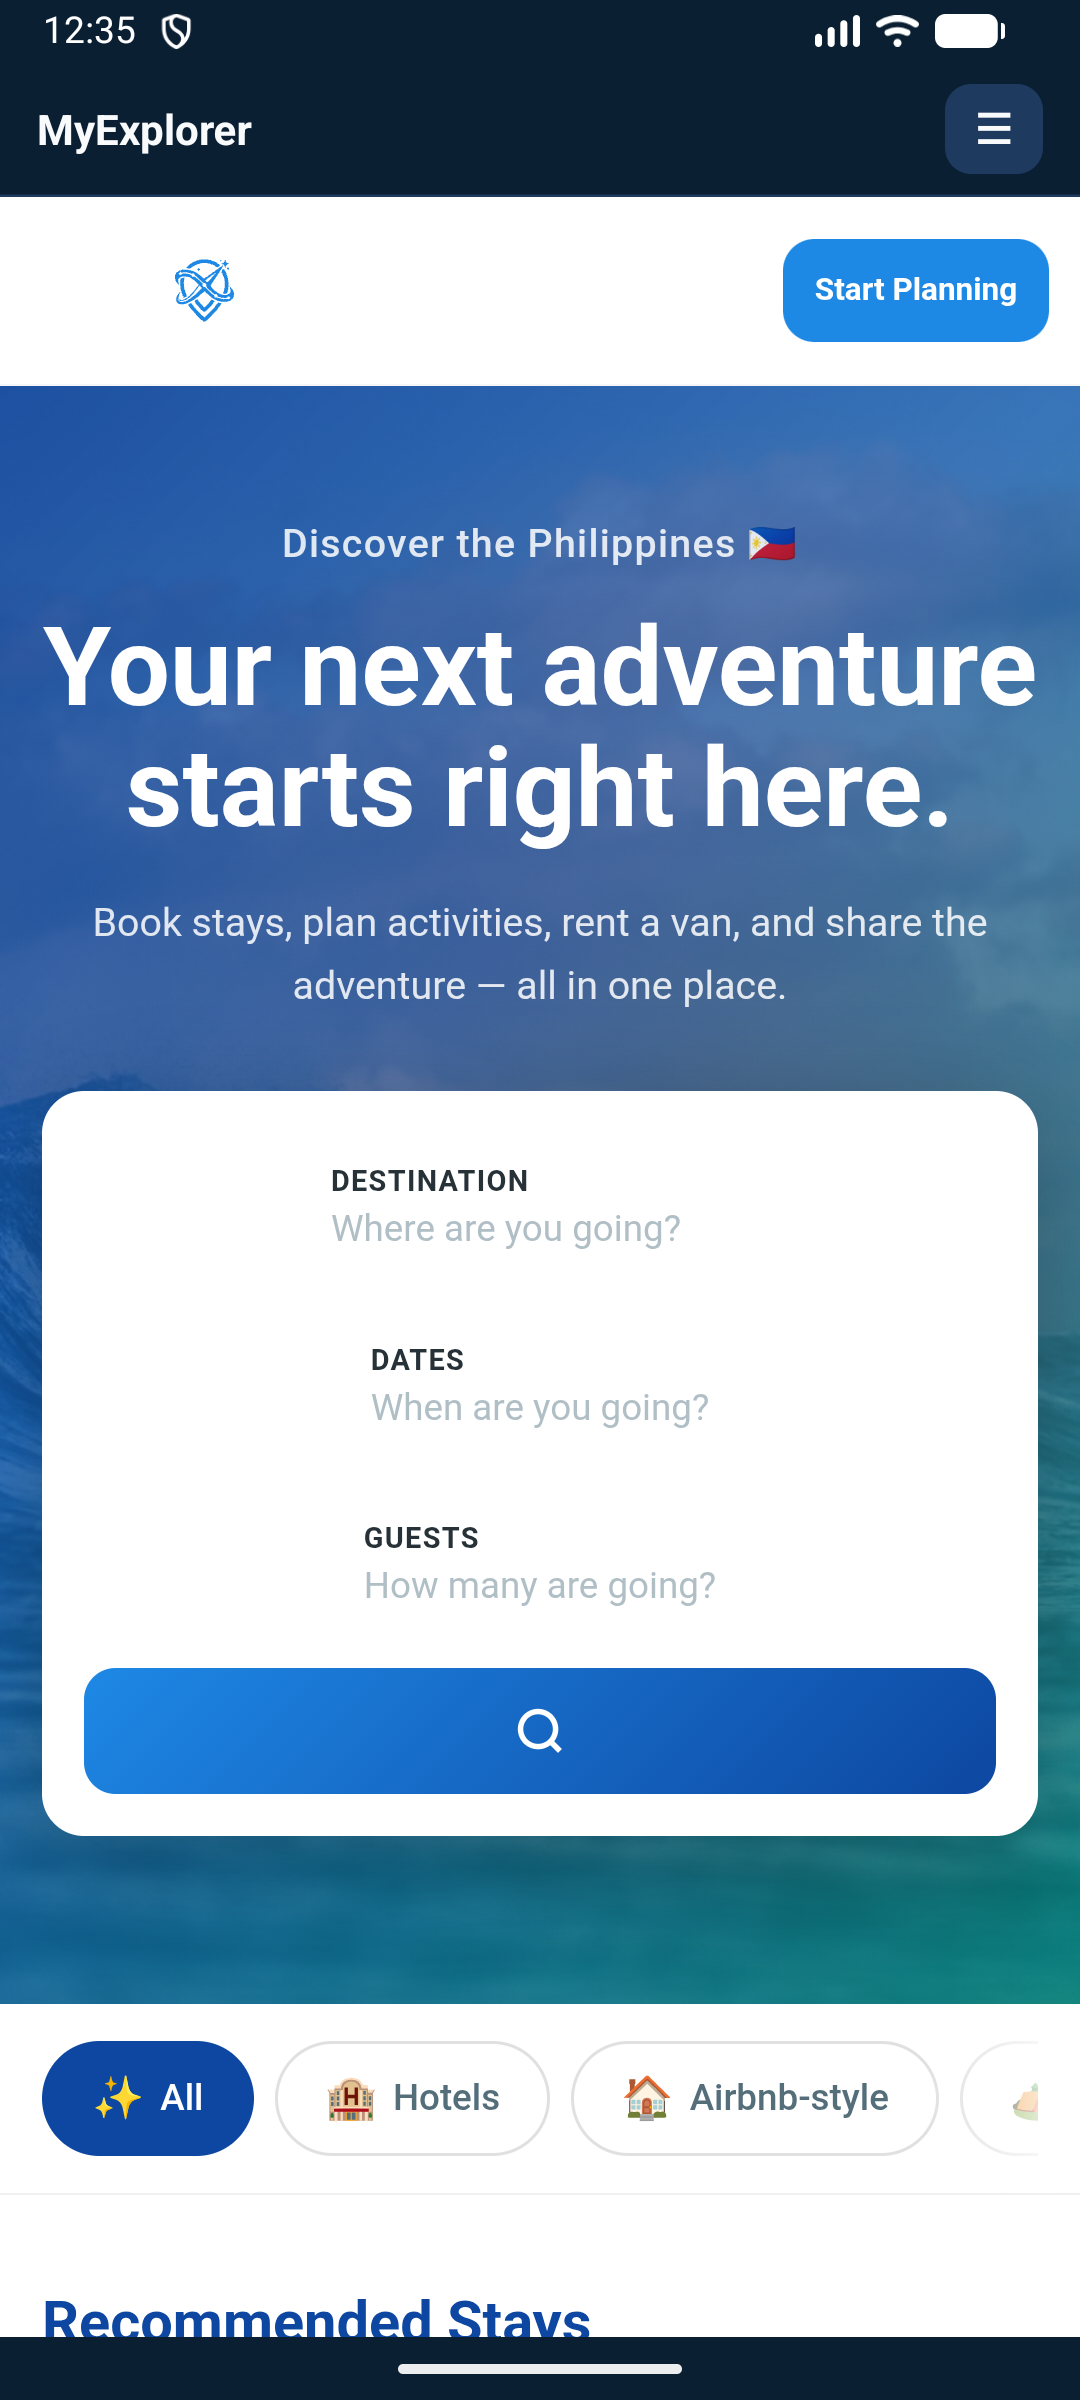 12:35
MyExplorer
Start Planning
Discover the Philippines 🇵🇭
Your next adventure
starts right here.
Book stays, plan activities, rent a van, and share the
adventure — all in one place.
DESTINATION
Where are you going?
DATES
When are you going?
GUESTS
How many are going?
✨ All
🏨 Hotels
🏠 Airbnb-style
Recommended Stays